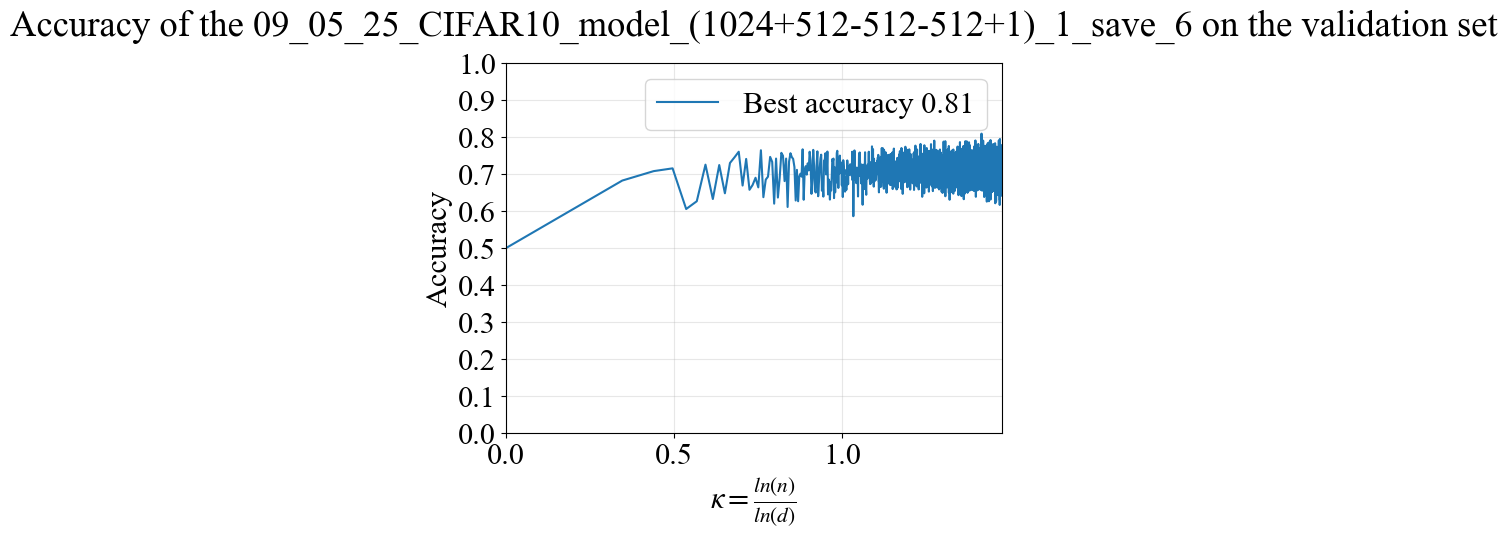 Accuracy of the 09_05_25_CIFAR10_model_(1024+512-512-512+1)_1_save_6 on the validation set
Best accuracy 0.81
Accuracy
1.0
0.9
0.8
0.7
0.6
0.5
0.4
0.3
0.2
0.1
0.0
0.0 0.5 1.0
κ = ln(n) / ln(d)